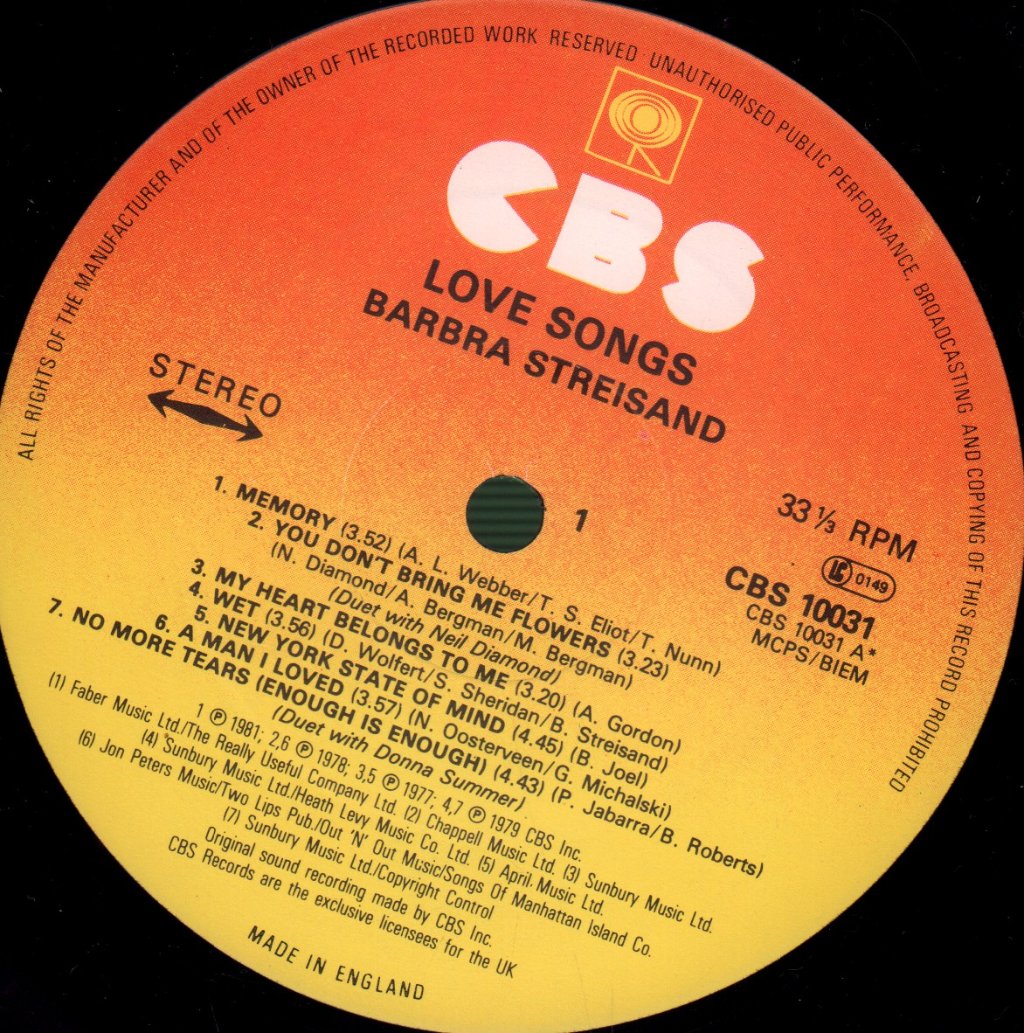 ALL RIGHTS OF THE MANUFACTURER AND OF THE OWNER OF THE RECORDED WORK RESERVED UNAUTHORISED PUBLIC PERFORMANCE, BROADCASTING AND COPYING OF THIS RECORD PROHIBITED
CBS
LOVE SONGS
BARBRA STREISAND
STEREO
1
33⅓ RPM
LC 0149
CBS 10031
CBS 10031 A*
MCPS/BIEM
1. MEMORY (3.52) (A. L. Webber/T. S. Eliot/T. Nunn)
2. YOU DON'T BRING ME FLOWERS (3.23)
(N. Diamond/A. Bergman/M. Bergman)
(Duet with Neil Diamond)
3. MY HEART BELONGS TO ME (3.20) (A. Gordon)
4. WET (3.56) (D. Wolfert/S. Sheridan/B. Streisand)
5. NEW YORK STATE OF MIND (4.45) (B. Joel)
6. A MAN I LOVED (3.57) (N. Oosterveen/G. Michalski)
7. NO MORE TEARS (ENOUGH IS ENOUGH) (4.43) (P. Jabarra/B. Roberts)
(Duet with Donna Summer)
1 ℗ 1981; 2,6 ℗ 1978; 3,5 ℗ 1977; 4,7 ℗ 1979 CBS Inc.
(1) Faber Music Ltd./The Really Useful Company Ltd. (2) Chappell Music Ltd. (3) Sunbury Music Ltd.
(4) Sunbury Music Ltd./Heath Levy Music Co. Ltd. (5) April Music Ltd.
(6) Jon Peters Music/Two Lips Pub./Out 'N' Out Music/Songs Of Manhattan Island Co.
(7) Sunbury Music Ltd./Copyright Control
Original sound recording made by CBS Inc.
CBS Records are the exclusive licensees for the UK
MADE IN ENGLAND